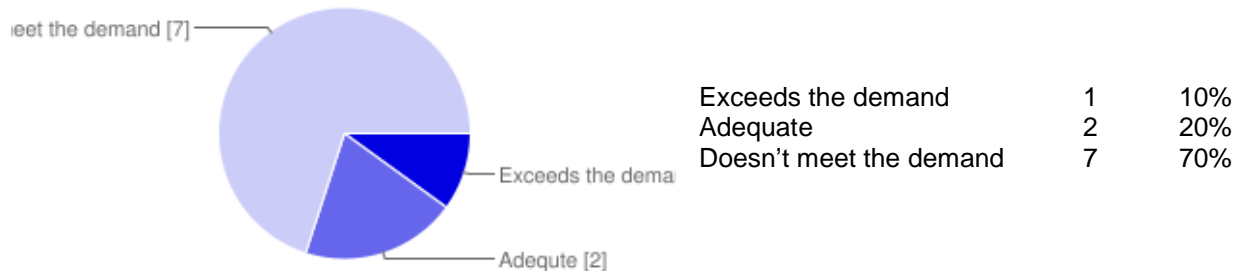 eet the demand [7]
Exceeds the dema
Adequte [2]
Exceeds the demand 1 10%
Adequate 2 20%
Doesn't meet the demand 7 70%